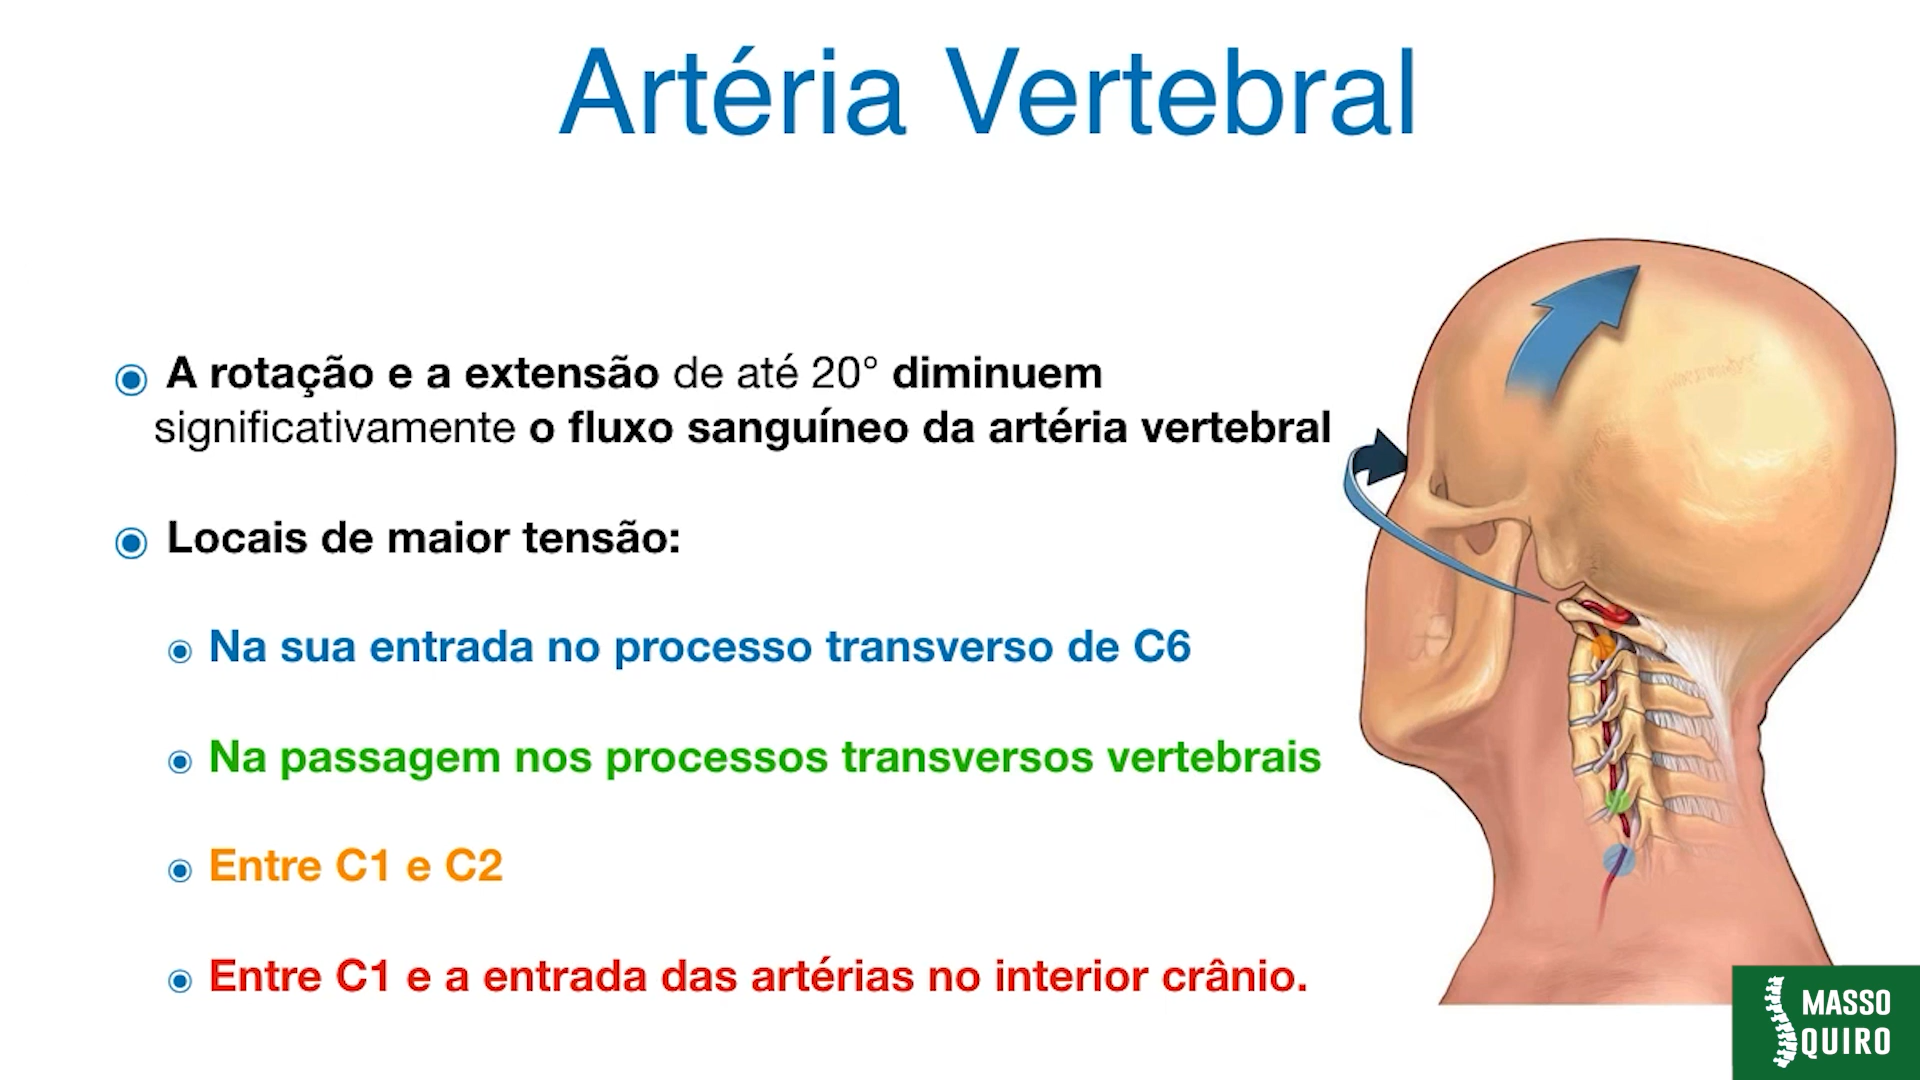 Artéria Vertebral
A rotação e a extensão de até 20° diminuem
significativamente o fluxo sanguíneo da artéria vertebral
Locais de maior tensão:
Na sua entrada no processo transverso de C6
Na passagem nos processos transversos vertebrais
Entre C1 e C2
Entre C1 e a entrada das artérias no interior crânio.
MASSO
QUIRO